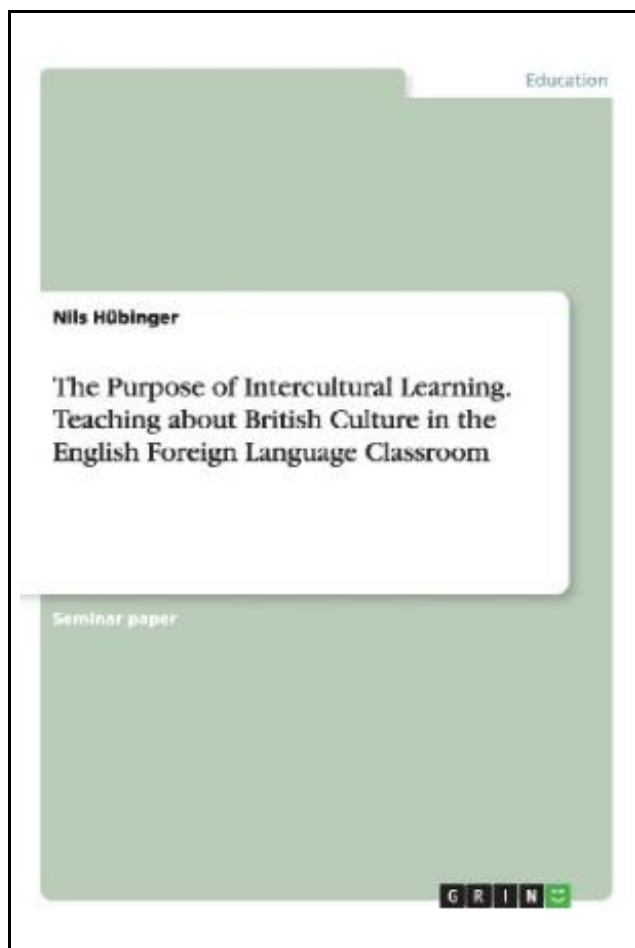 Education
Nils Hübinger
The Purpose of Intercultural Learning.
Teaching about British Culture in the
English Foreign Language Classroom
Seminar paper
GRIN